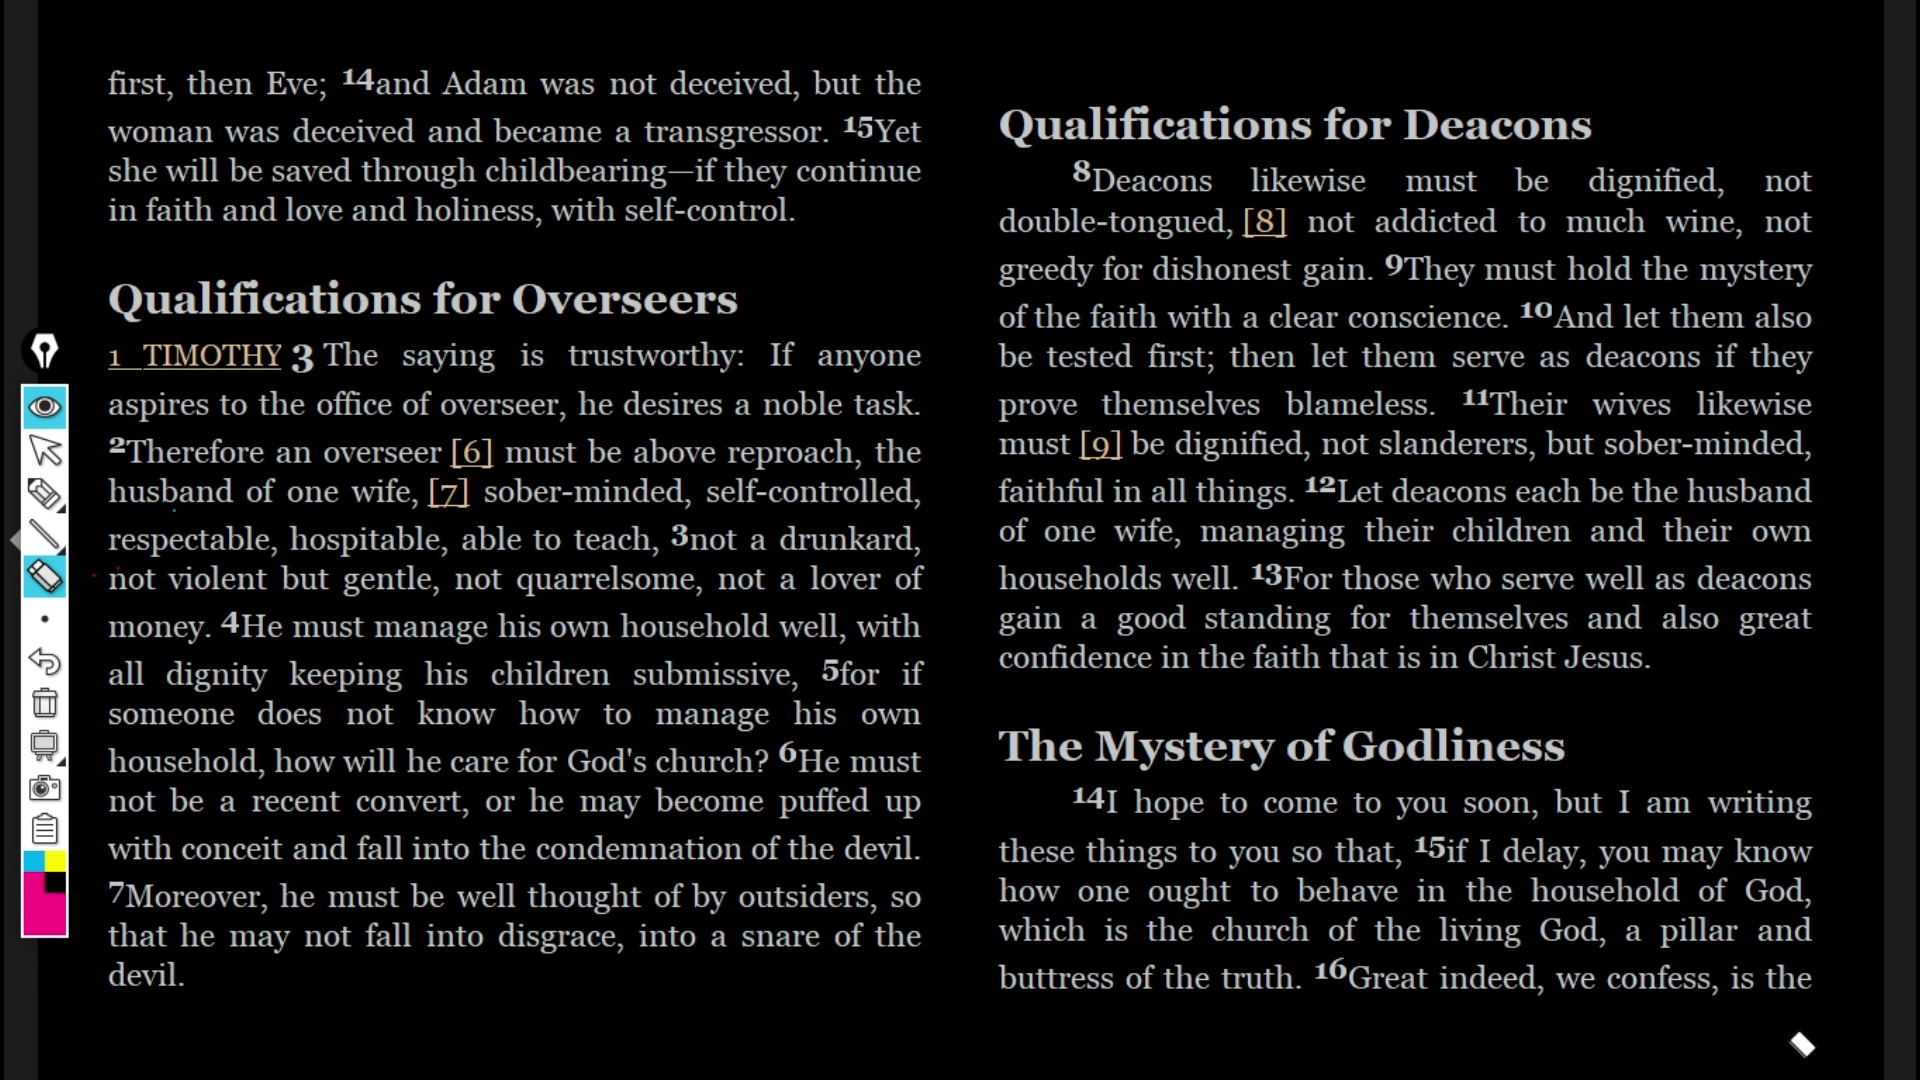 first, then Eve; 14and Adam was not deceived, but the
woman was deceived and became a transgressor. 15Yet
she will be saved through childbearing—if they continue
in faith and love and holiness, with self-control.
Qualifications for Overseers
1 TIMOTHY 3 The saying is trustworthy: If anyone
aspires to the office of overseer, he desires a noble task.
2Therefore an overseer [6] must be above reproach, the
husband of one wife, [7] sober-minded, self-controlled,
respectable, hospitable, able to teach, 3not a drunkard,
not violent but gentle, not quarrelsome, not a lover of
money. 4He must manage his own household well, with
all dignity keeping his children submissive, 5for if
someone does not know how to manage his own
household, how will he care for God's church? 6He must
not be a recent convert, or he may become puffed up
with conceit and fall into the condemnation of the devil.
7Moreover, he must be well thought of by outsiders, so
that he may not fall into disgrace, into a snare of the
devil.
Qualifications for Deacons
8Deacons likewise must be dignified, not
double-tongued, [8] not addicted to much wine, not
greedy for dishonest gain. 9They must hold the mystery
of the faith with a clear conscience. 10And let them also
be tested first; then let them serve as deacons if they
prove themselves blameless. 11Their wives likewise
must [9] be dignified, not slanderers, but sober-minded,
faithful in all things. 12Let deacons each be the husband
of one wife, managing their children and their own
households well. 13For those who serve well as deacons
gain a good standing for themselves and also great
confidence in the faith that is in Christ Jesus.
The Mystery of Godliness
14I hope to come to you soon, but I am writing
these things to you so that, 15if I delay, you may know
how one ought to behave in the household of God,
which is the church of the living God, a pillar and
buttress of the truth. 16Great indeed, we confess, is the